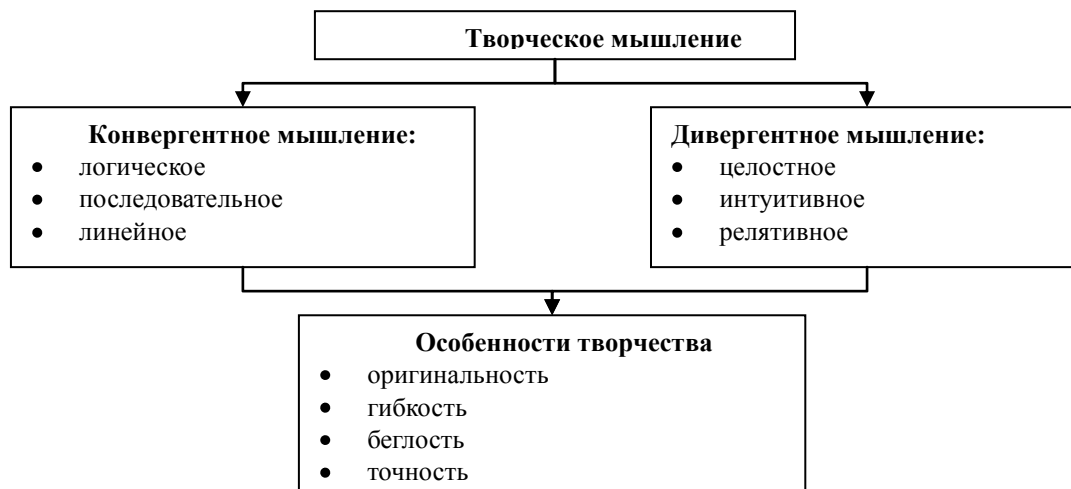 Творческое мышление
Конвергентное мышление:
• логическое
• последовательное
• линейное
Дивергентное мышление:
• целостное
• интуитивное
• релятивное
Особенности творчества
• оригинальность
• гибкость
• беглость
• точность